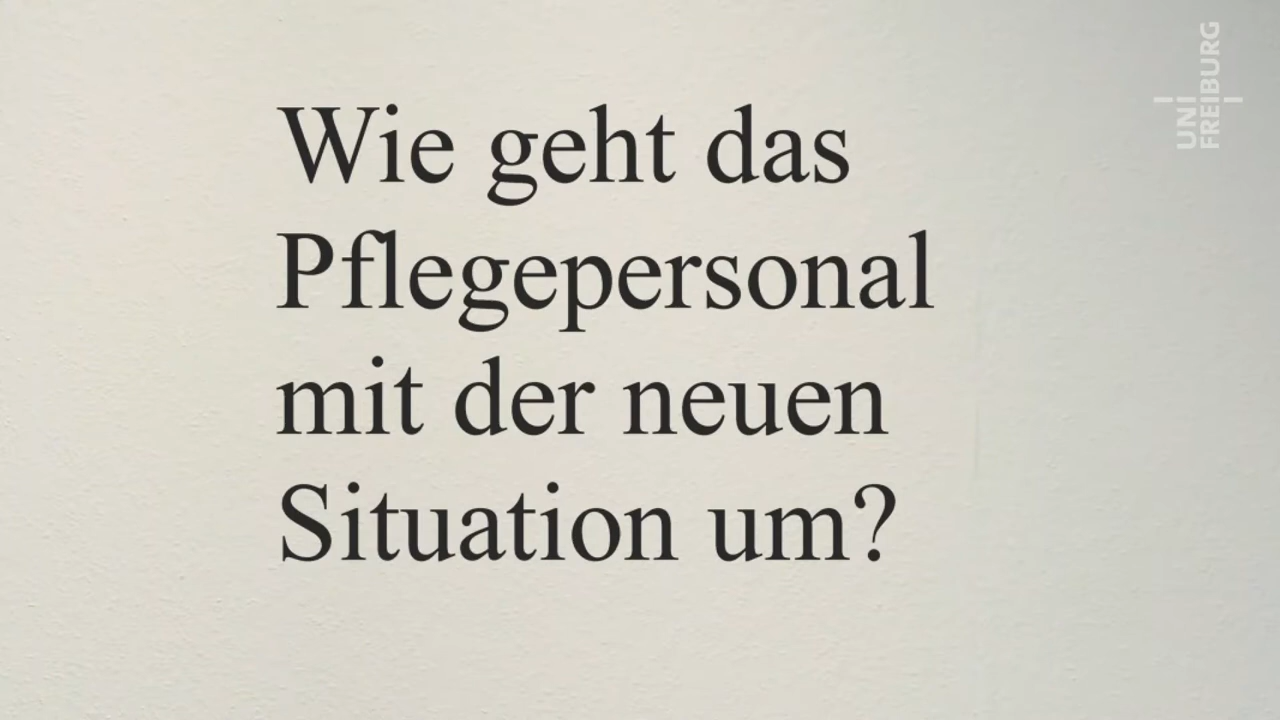 Wie geht das
Pflegepersonal
mit der neuen
Situation um?
UNI
FREIBURG